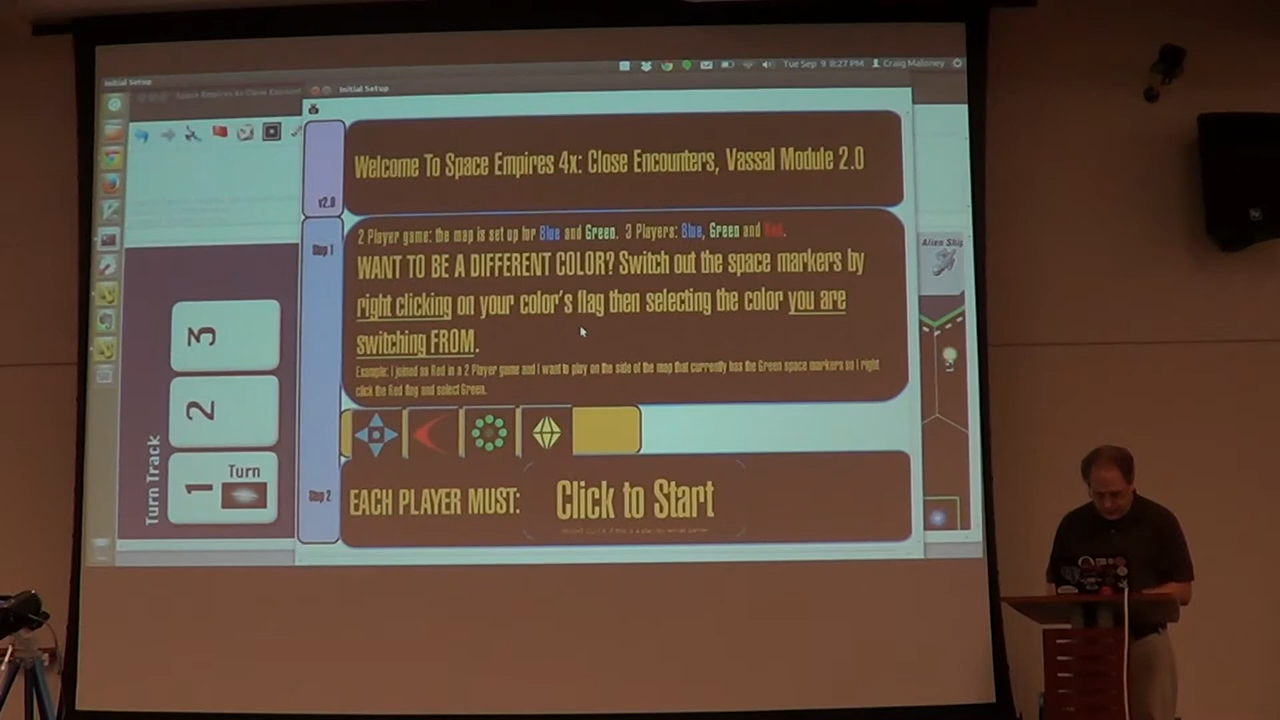 Initial Setup
Tue Sep 9 8:27 PM Craig Maloney
Space Empires 4x Close Encount
Initial Setup
Welcome To Space Empires 4x: Close Encounters, Vassal Module 2.0
v2.0
Step 1
2 Player game: the map is set up for Blue and Green. 3 Players: Blue, Green and Red.
WANT TO BE A DIFFERENT COLOR? Switch out the space markers by
right clicking on your color's flag then selecting the color you are
switching FROM.
Example: I joined as Red in a 2 Player game and I want to play on the side of the map that currently has the Green space markers so I right
click the Red flag and select Green.
Step 2
EACH PLAYER MUST:
Click to Start
Alien Ship
Turn Track
3
2
1
Turn